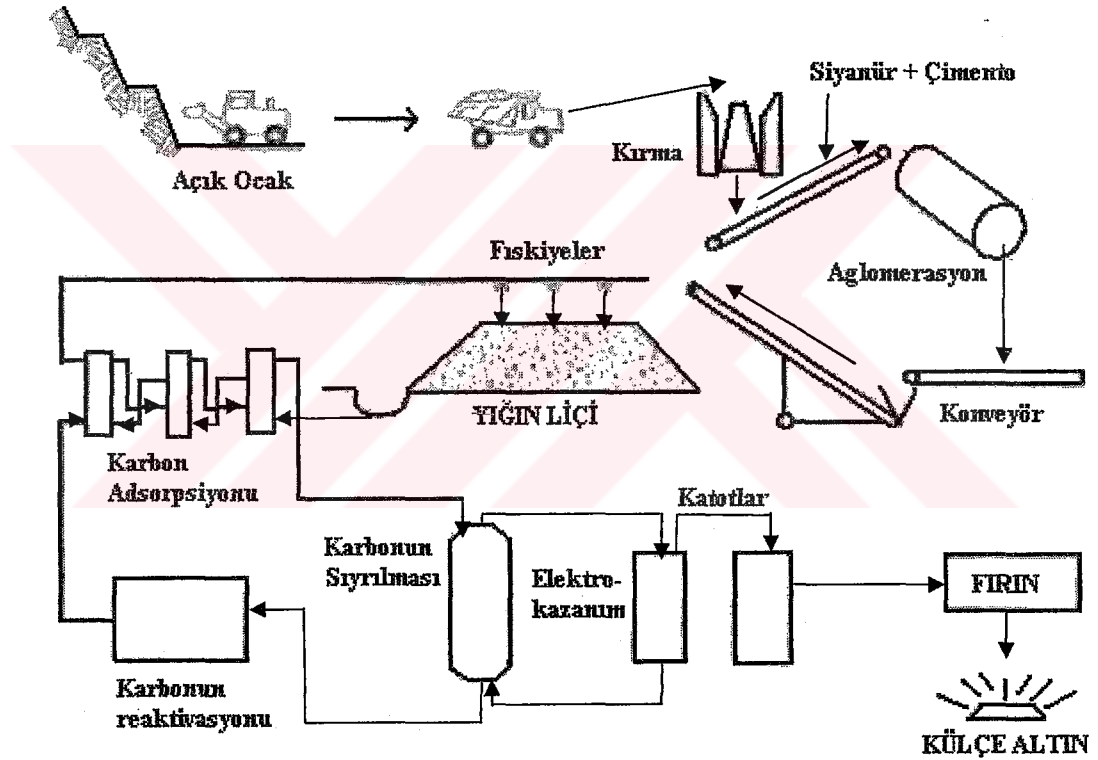 Siyanür + Çimento
Kırma
Açık Ocak
Fıskiyeler
Aglomerasyon
YIĞIN LİÇİ
Konveyör
Karbon
Adsorpsiyonu
Katotlar
Karbonun
Sıyrılması
Elektro-
kazanım
FIRIN
Karbonun
reaktivasyonu
KÜLÇE ALTIN